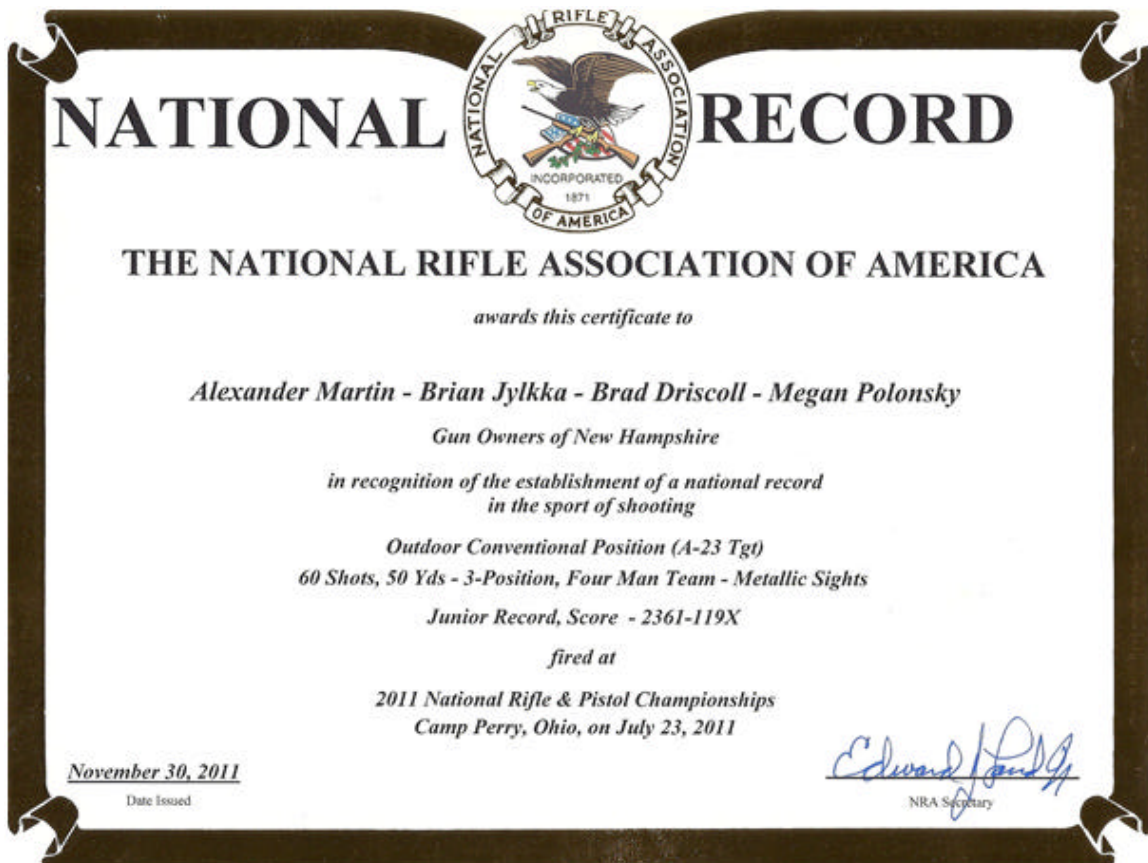 NATIONAL RECORD
NATIONAL RIFLE ASSOCIATION
INCORPORATED
1871
OF AMERICA
THE NATIONAL RIFLE ASSOCIATION OF AMERICA
awards this certificate to
Alexander Martin - Brian Jylkka - Brad Driscoll - Megan Polonsky
Gun Owners of New Hampshire
in recognition of the establishment of a national record
in the sport of shooting
Outdoor Conventional Position (A-23 Tgt)
60 Shots, 50 Yds - 3-Position, Four Man Team - Metallic Sights
Junior Record, Score - 2361-119X
fired at
2011 National Rifle & Pistol Championships
Camp Perry, Ohio, on July 23, 2011
November 30, 2011
Date Issued
Edward J Land Jr
NRA Secretary